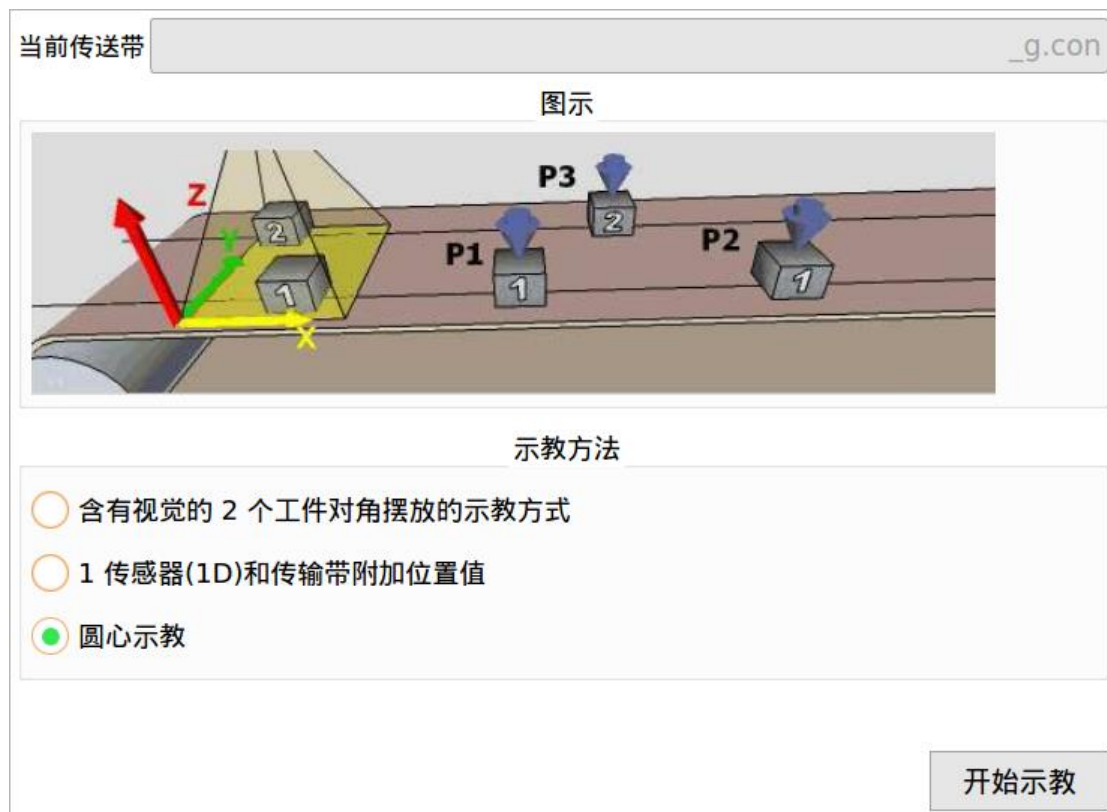 当前传送带 _g.con
图示
Z
Y
X
2
1
P1
1
P3
2
P2
1
示教方法
含有视觉的 2 个工件对角摆放的示教方式
1 传感器(1D)和传输带附加位置值
圆心示教
开始示教